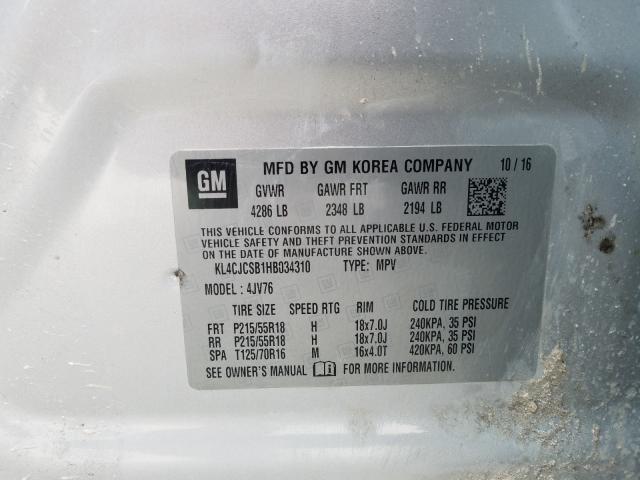 GM
MFD BY GM KOREA COMPANY 10 / 16
GVWR GAWR FRT GAWR RR
4286 LB 2348 LB 2194 LB
THIS VEHICLE CONFORMS TO ALL APPLICABLE U.S. FEDERAL MOTOR
VEHICLE SAFETY AND THEFT PREVENTION STANDARDS IN EFFECT
ON THE DATE OF MANUFACTURE SHOWN ABOVE.
KL4CJCSB1HB034310 TYPE: MPV
MODEL : 4JV76
TIRE SIZE SPEED RTG RIM COLD TIRE PRESSURE
FRT P215/55R18 H 18x7.0J 240KPA, 35 PSI
RR P215/55R18 H 18x7.0J 240KPA, 35 PSI
SPA T125/70R16 M 16x4.0T 420KPA, 60 PSI
SEE OWNER'S MANUAL FOR MORE INFORMATION.